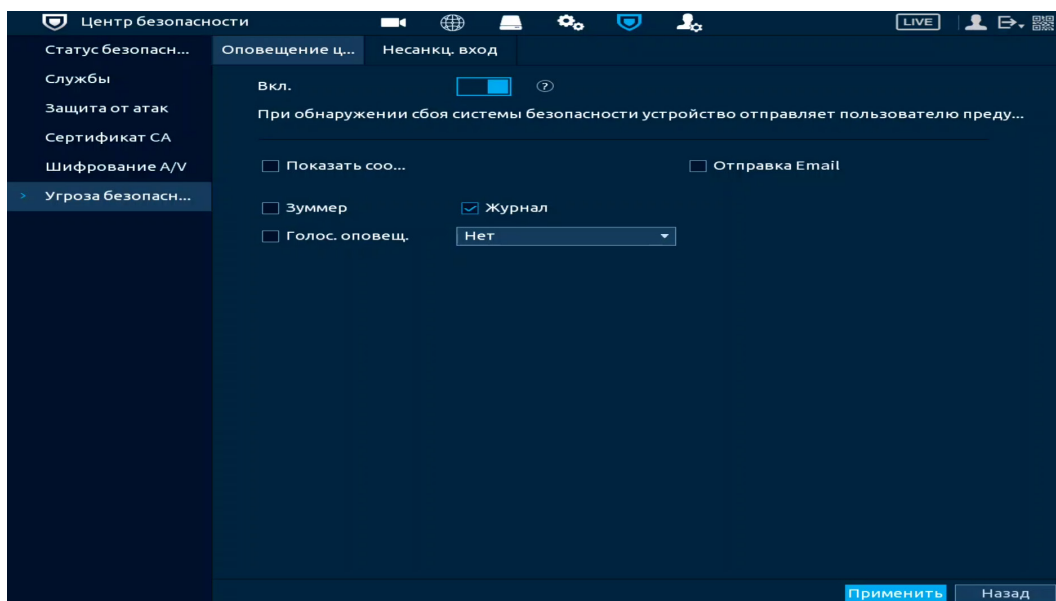 Центр безопасности
LIVE
Статус безопасн...
Службы
Защита от атак
Сертификат CA
Шифрование A/V
> Угроза безопасн...
Оповещение ц...
Несанкц. вход
Вкл.
?
При обнаружении сбоя системы безопасности устройство отправляет пользователю преду...
Показать соо...
Отправка Email
Зуммер
Журнал
Голос. оповещ.
Нет
Применить
Назад